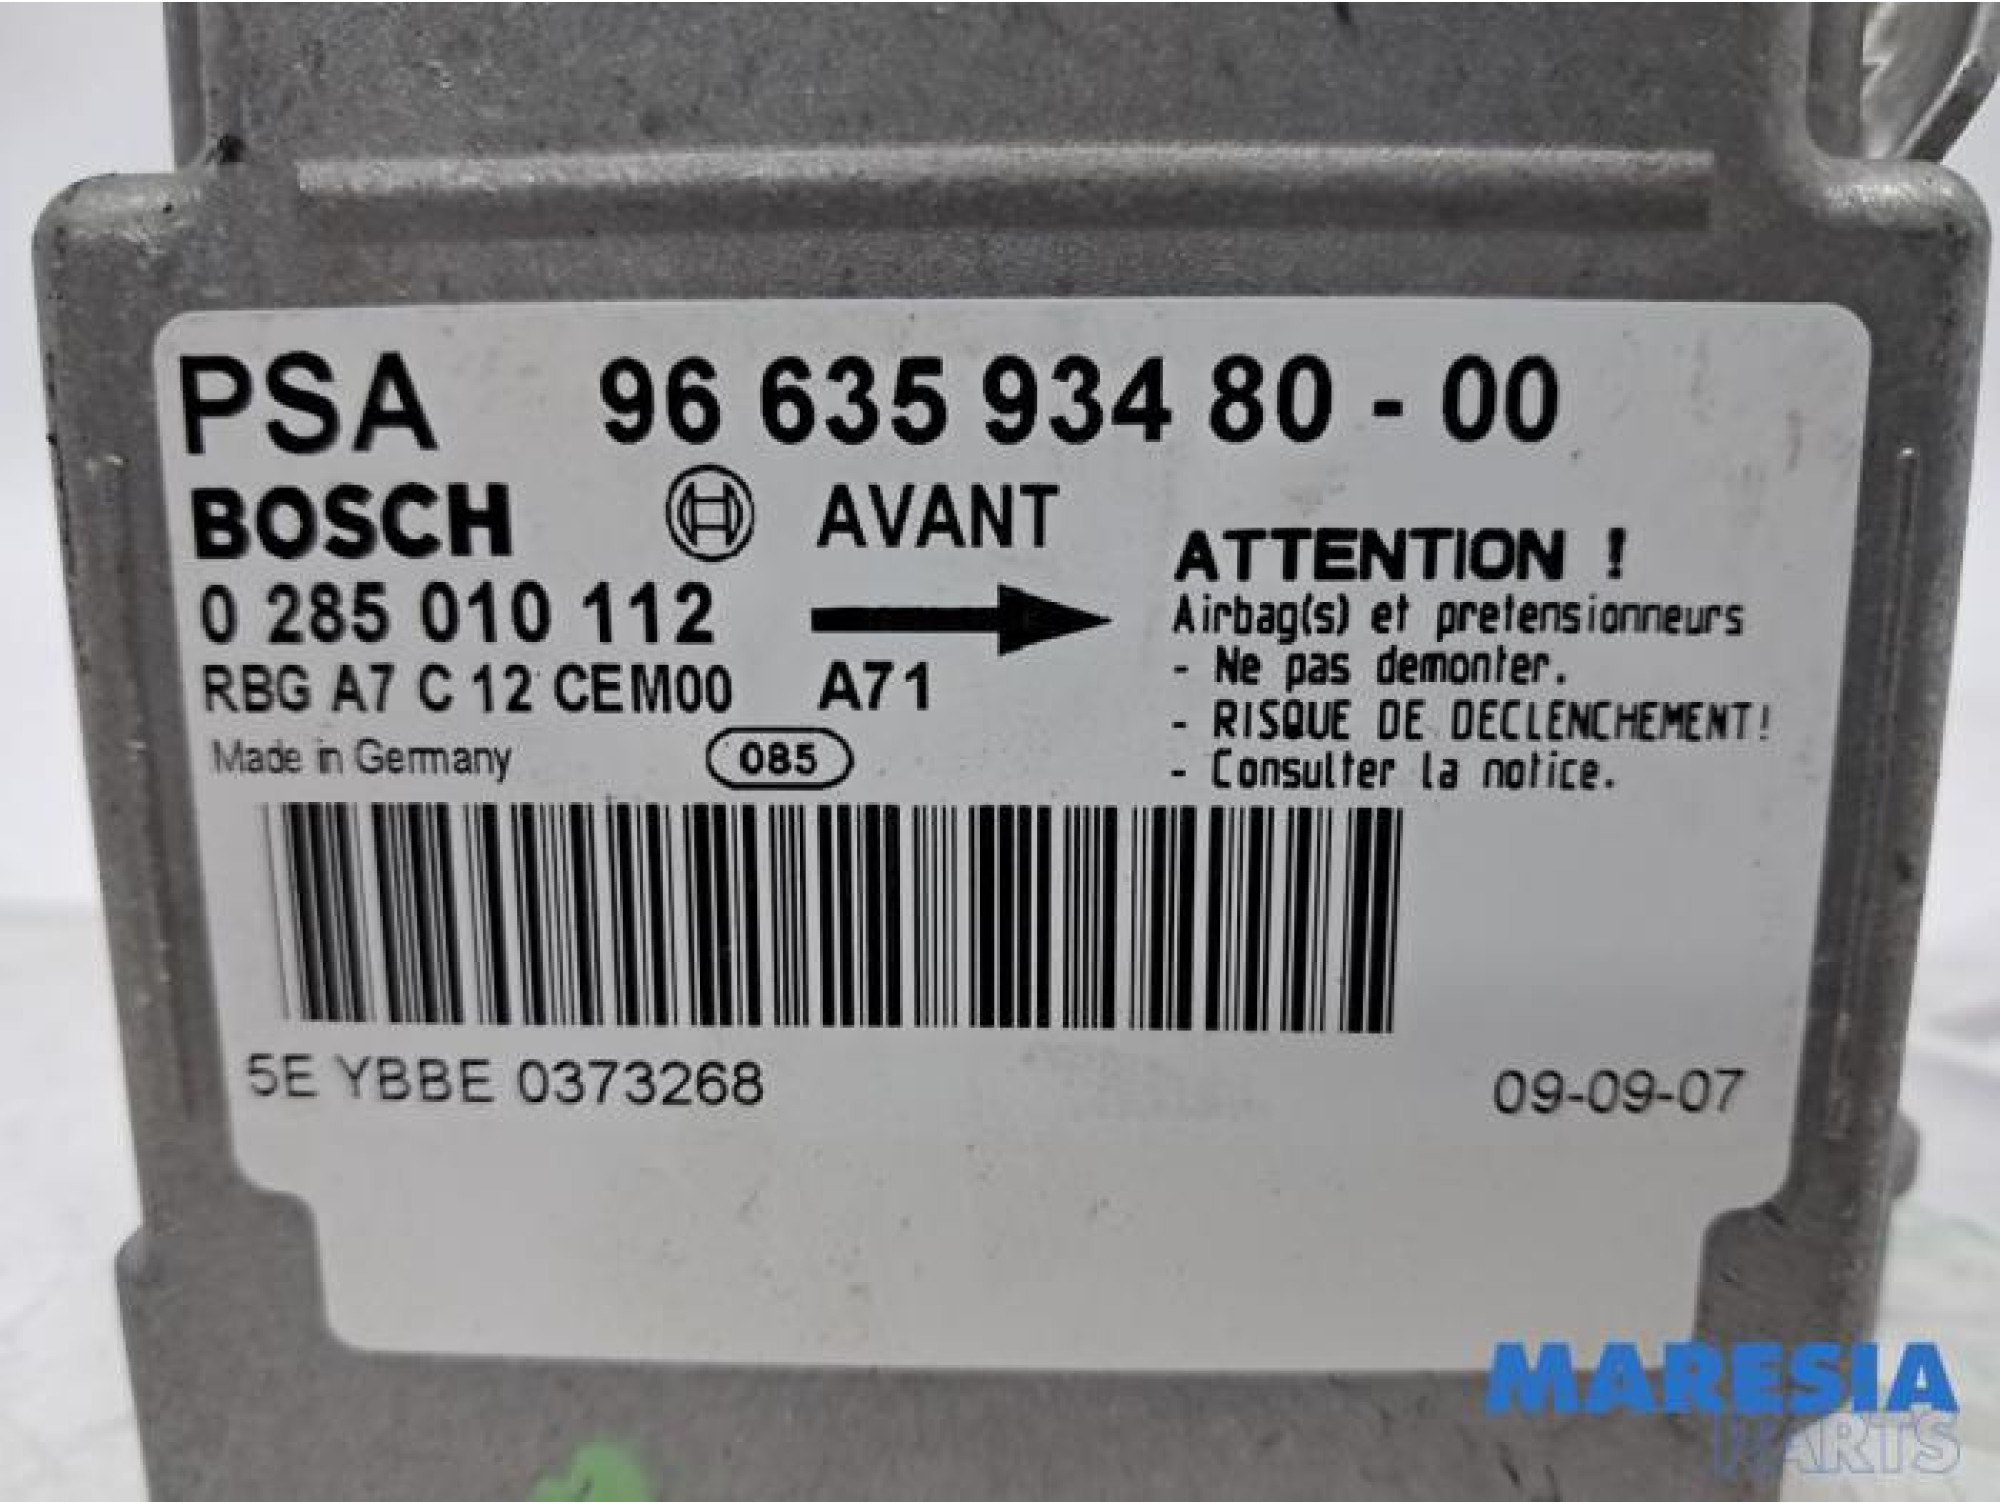 PSA 96 635 934 80 - 00
BOSCH AVANT
ATTENTION !
0 285 010 112
Airbag(s) et pretensionneurs
- Ne pas demonter.
RBG A7 C 12 CEM00 A71
- RISQUE DE DECLENCHEMENT!
Made in Germany 085
- Consulter la notice.
5E YBBE 0373268 09-09-07
MARESIA
PARTS